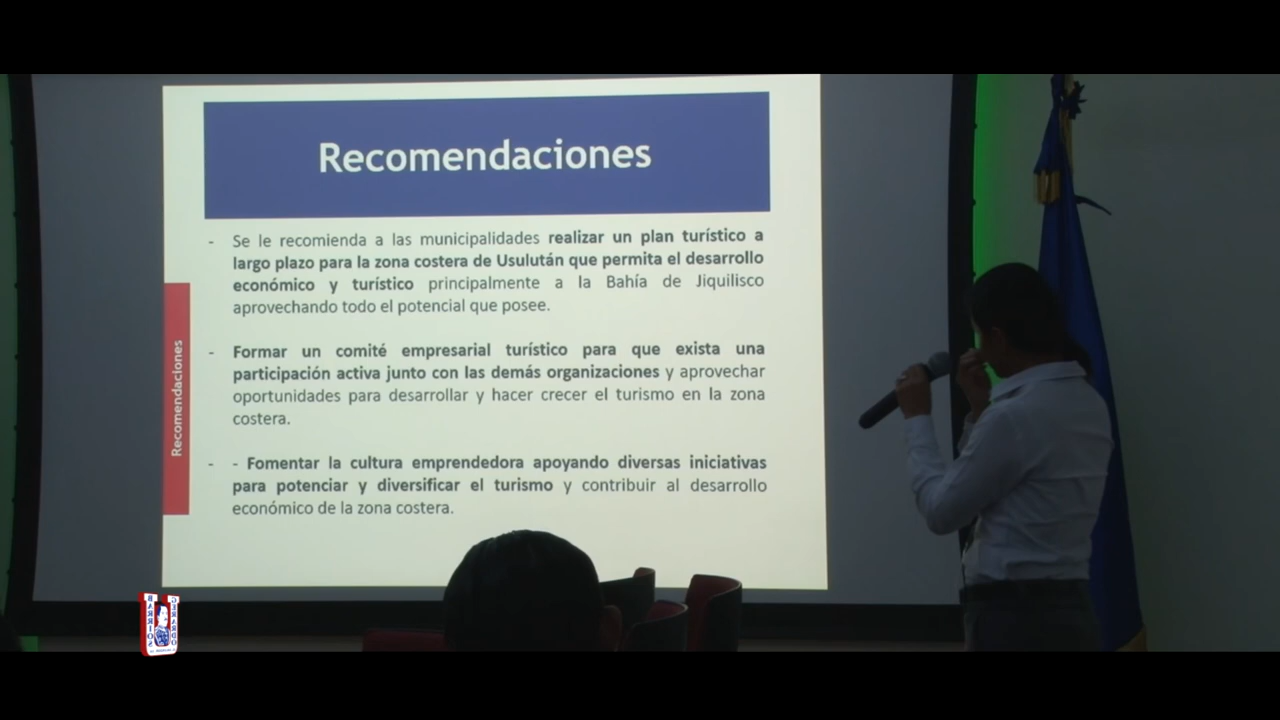 Recomendaciones
- Se le recomienda a las municipalidades realizar un plan turístico a
largo plazo para la zona costera de Usulután que permita el desarrollo
económico y turístico principalmente a la Bahía de Jiquilisco
aprovechando todo el potencial que posee.
- Formar un comité empresarial turístico para que exista una
participación activa junto con las demás organizaciones y aprovechar
oportunidades para desarrollar y hacer crecer el turismo en la zona
costera.
- - Fomentar la cultura emprendedora apoyando diversas iniciativas
para potenciar y diversificar el turismo y contribuir al desarrollo
económico de la zona costera.
Recomendaciones
BARRIOS
GERARDO